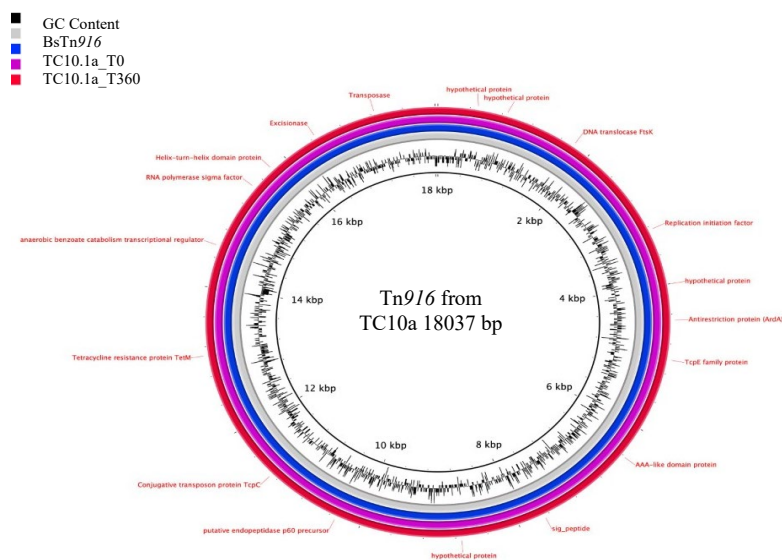 GC Content
BsTn916
TC10.1a_T0
TC10.1a_T360
hypothetical protein
hypothetical protein
Transposase
DNA translocase FtsK
Excisionase
Helix-turn-helix domain protein
RNA polymerse sigma factor
anaerobic benzoate catabolism transcriptional regulator
Replication initiation factor
hypothetical protein
Antirestriction protein (ArdA)
TcpE family protein
Tetracycline resistance protein TetM
AAA-like domain protein
Conjugative transposon protein TcpC
sig_peptide
putative endopeptidase p60 precursor
hypothetical protein
18 kbp
2 kbp
16 kbp
14 kbp
4 kbp
Tn916 from
TC10a 18037 bp
12 kbp
6 kbp
10 kbp
8 kbp